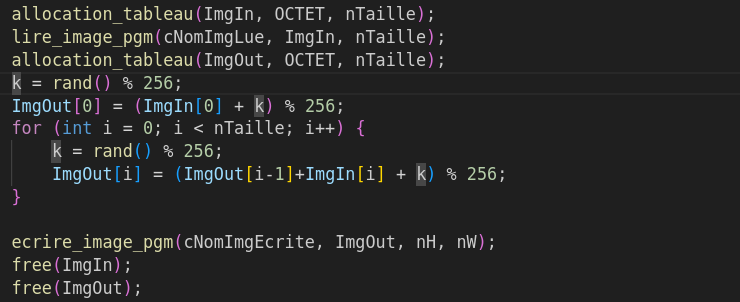 allocation_tableau(ImgIn, OCTET, nTaille);
lire_image_pgm(cNomImgLue, ImgIn, nTaille);
allocation_tableau(ImgOut, OCTET, nTaille);
k = rand() % 256;
ImgOut[0] = (ImgIn[0] + k) % 256;
for (int i = 0; i < nTaille; i++) {
    k = rand() % 256;
    ImgOut[i] = (ImgOut[i-1]+ImgIn[i] + k) % 256;
}
ecrire_image_pgm(cNomImgEcrite, ImgOut, nH, nW);
free(ImgIn);
free(ImgOut);